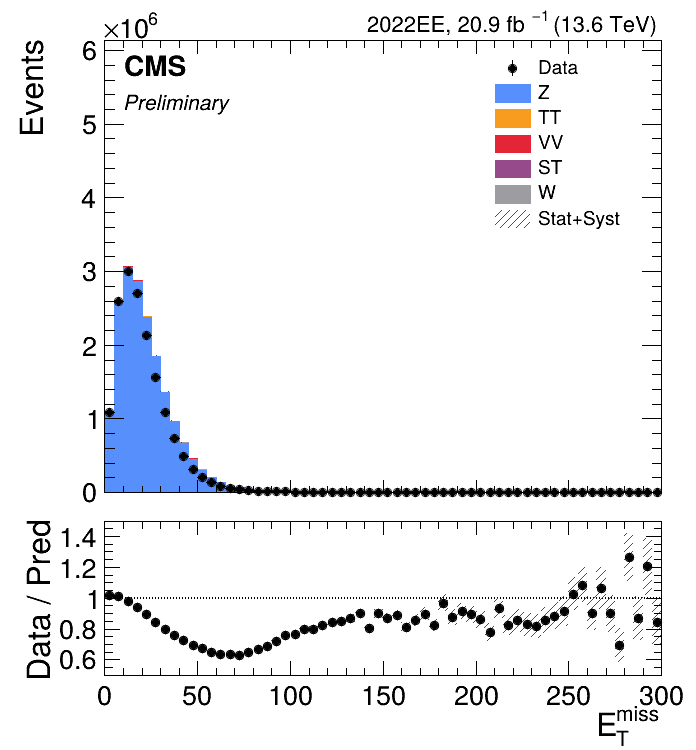 ×10⁶
2022EE, 20.9 fb ⁻¹ (13.6 TeV)
Events
6
5
4
3
2
1
0
CMS
Preliminary
Data
Z
TT
VV
ST
W
Stat+Syst
Data / Pred
1.4
1.2
1
0.8
0.6
0 50 100 150 200 250 300
E_T^miss